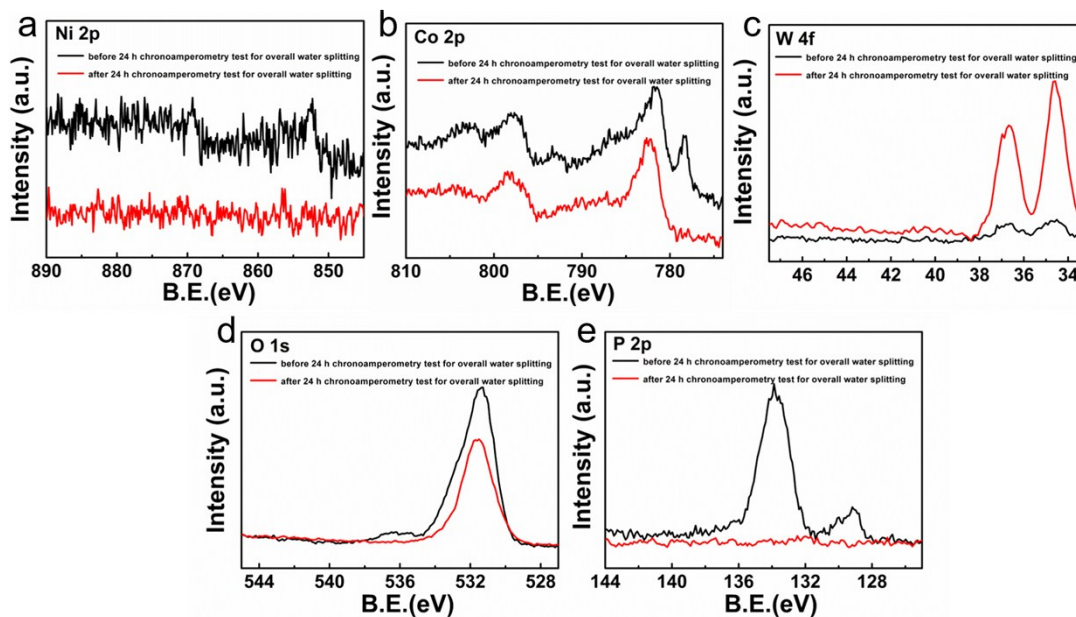 a
Ni 2p
before 24 h chronoamperometry test for overall water splitting
after 24 h chronoamperometry test for overall water splitting
Intensity (a.u.)
890 880 870 860 850
B.E.(eV)
b
Co 2p
before 24 h chronoamperometry test for overall water splitting
after 24 h chronoamperometry test for overall water splitting
Intensity (a.u.)
810 800 790 780
B.E.(eV)
c
W 4f
before 24 h chronoamperometry test for overall water splitting
after 24 h chronoamperometry test for overall water splitting
Intensity (a.u.)
46 44 42 40 38 36 34
B.E.(eV)
d
O 1s
before 24 h chronoamperometry test for overall water splitting
after 24 h chronoamperometry test for overall water splitting
Intensity (a.u.)
544 540 536 532 528
B.E.(eV)
e
P 2p
before 24 h chronoamperometry test for overall water splitting
after 24 h chronoamperometry test for overall water splitting
Intensity (a.u.)
144 140 136 132 128
B.E.(eV)